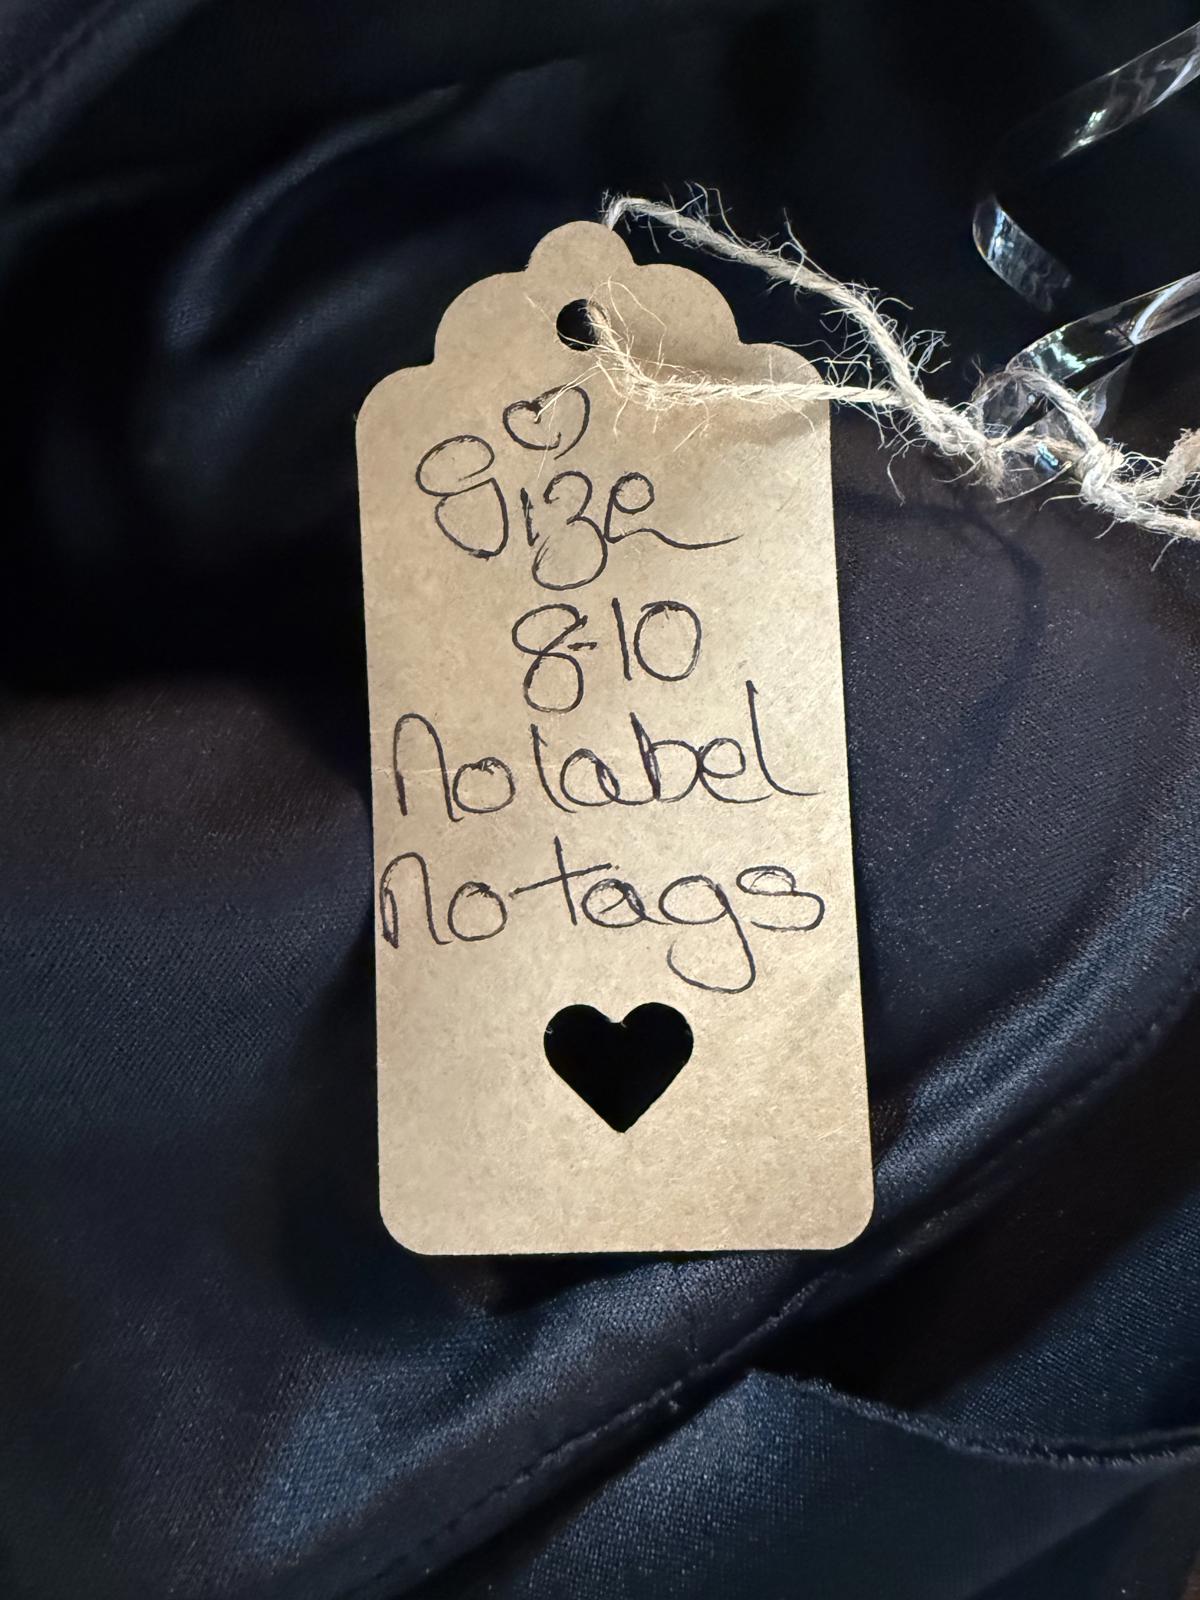 Size
8-10
No label
No tags